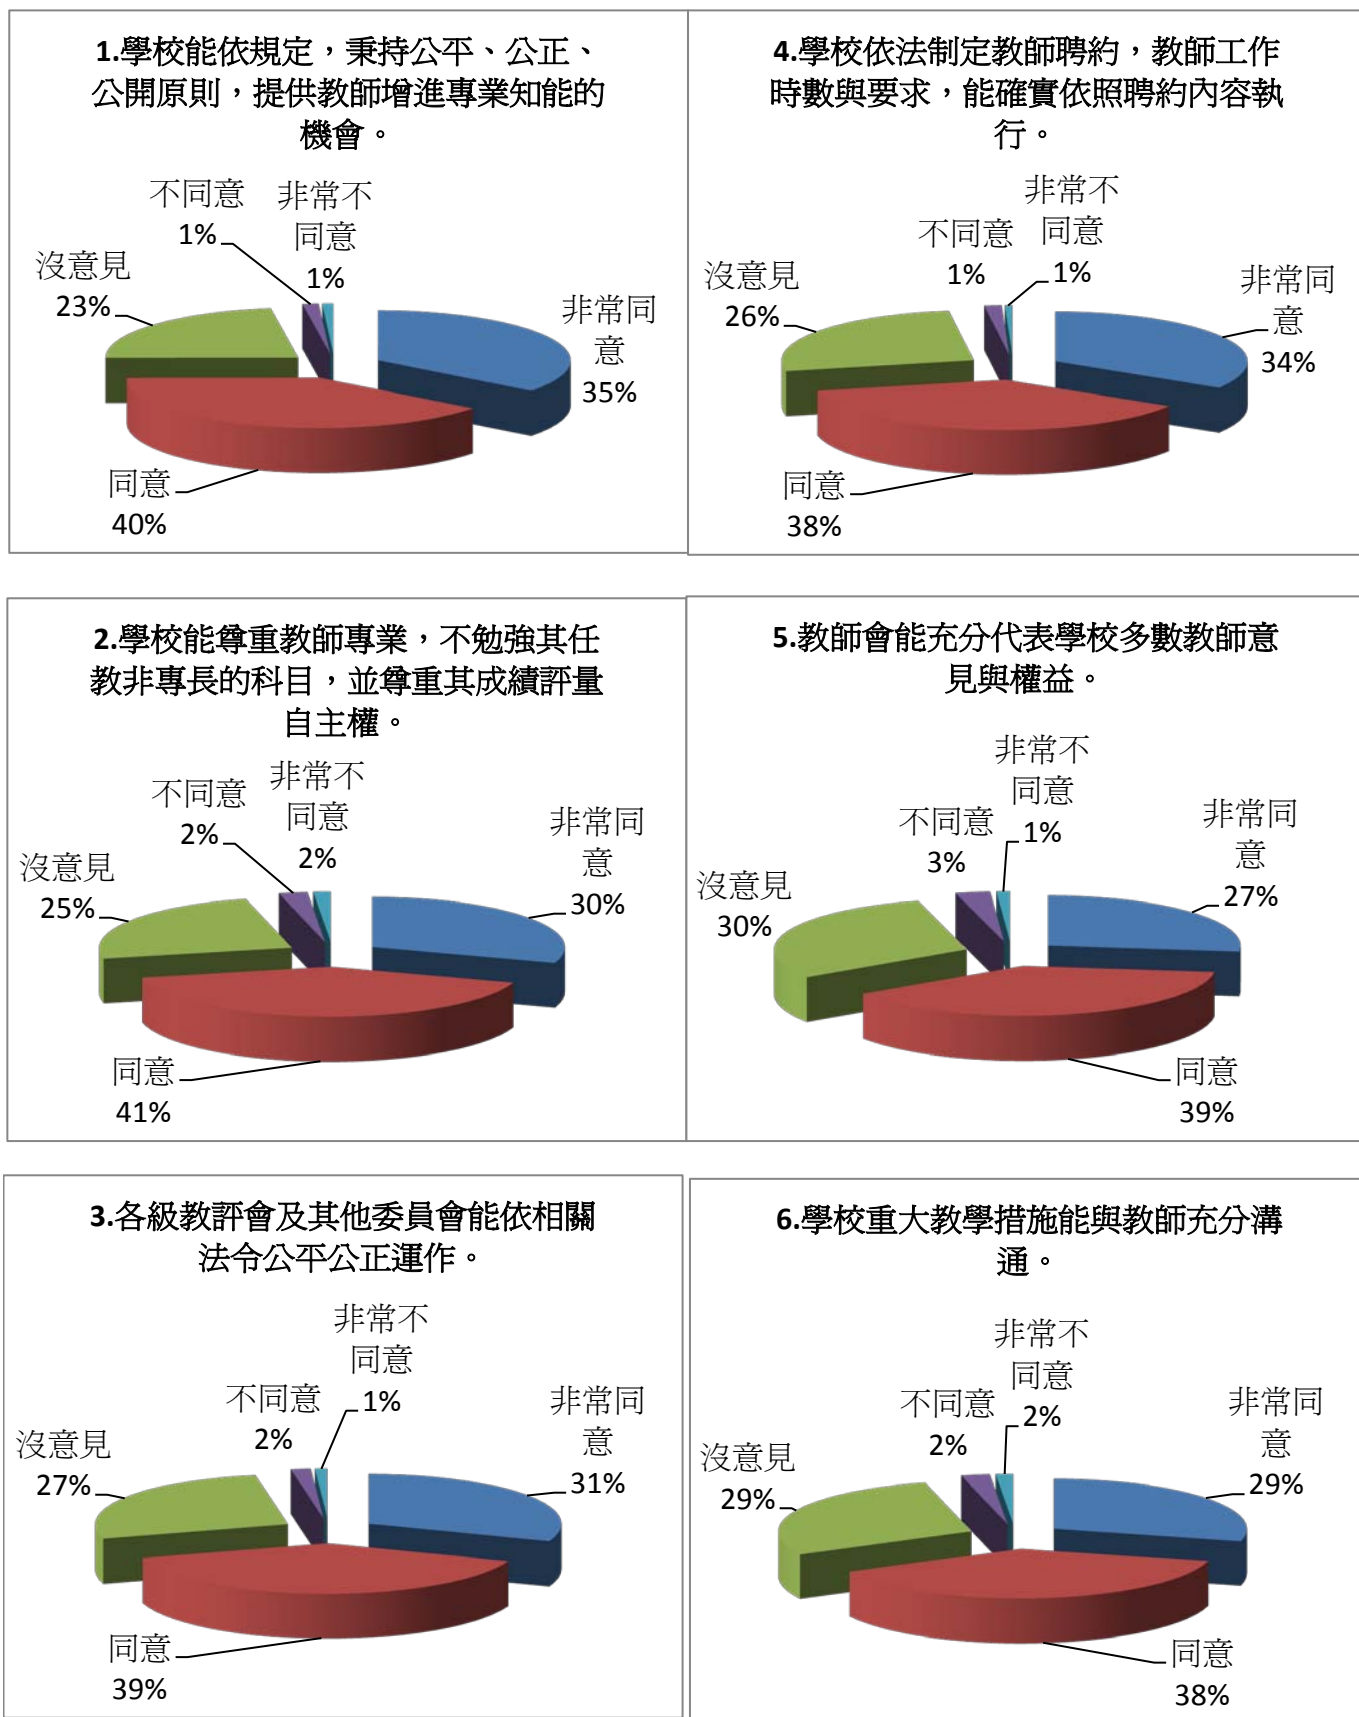 1.學校能依規定，秉持公平、公正、
公開原則，提供教師增進專業知能的
機會。
不同意
1%
非常不
同意
1%
沒意見
23%
非常同
意
35%
同意
40%
4.學校依法制定教師聘約，教師工作
時數與要求，能確實依照聘約內容執
行。
非常不
同意
1%
不同意
1%
沒意見
26%
非常同
意
34%
同意
38%
2.學校能尊重教師專業，不勉強其任
教非專長的科目，並尊重其成績評量
自主權。
非常不
同意
2%
不同意
2%
沒意見
25%
非常同
意
30%
同意
41%
5.教師會能充分代表學校多數教師意
見與權益。
非常不
同意
1%
不同意
3%
沒意見
30%
非常同
意
27%
同意
39%
3.各級教評會及其他委員會能依相關
法令公平公正運作。
非常不
同意
1%
不同意
2%
沒意見
27%
非常同
意
31%
同意
39%
6.學校重大教學措施能與教師充分溝
通。
非常不
同意
2%
不同意
2%
沒意見
29%
非常同
意
29%
同意
38%